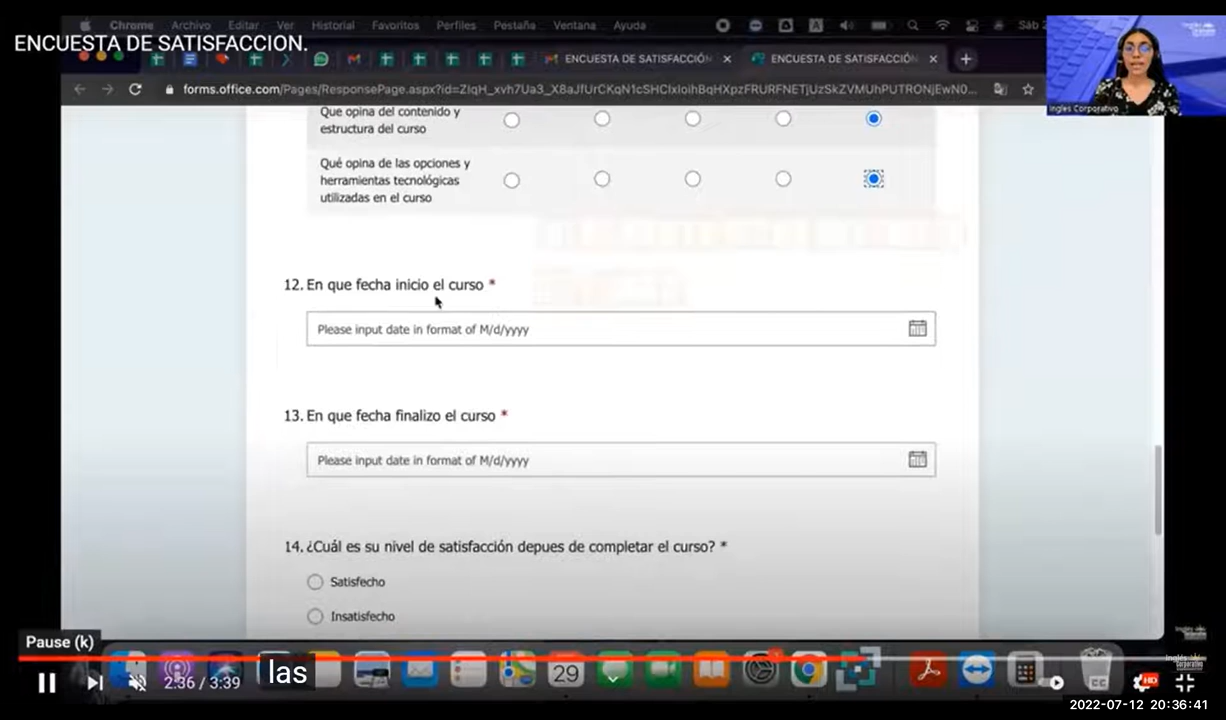 Chrome Archivo Editar Ver Historial Favoritos Perfiles Pestaña Ventana Ayuda Sáb
ENCUESTA DE SATISFACCION.
ENCUESTA DE SATISFACCIÓN × ENCUESTA DE SATISFACCIÓN × +
Inglés Corporativo
Que opina del contenido y
estructura del curso
Qué opina de las opciones y
herramientas tecnológicas
utilizadas en el curso
12. En que fecha inicio el curso *
Please input date in format of M/d/yyyy
13. En que fecha finalizo el curso *
Please input date in format of M/d/yyyy
14. ¿Cuál es su nivel de satisfacción depues de completar el curso? *
Satisfecho
Insatisfecho
Pause (k)
las
29
2:36 / 3:39
HD
2022-07-12 20:36:41